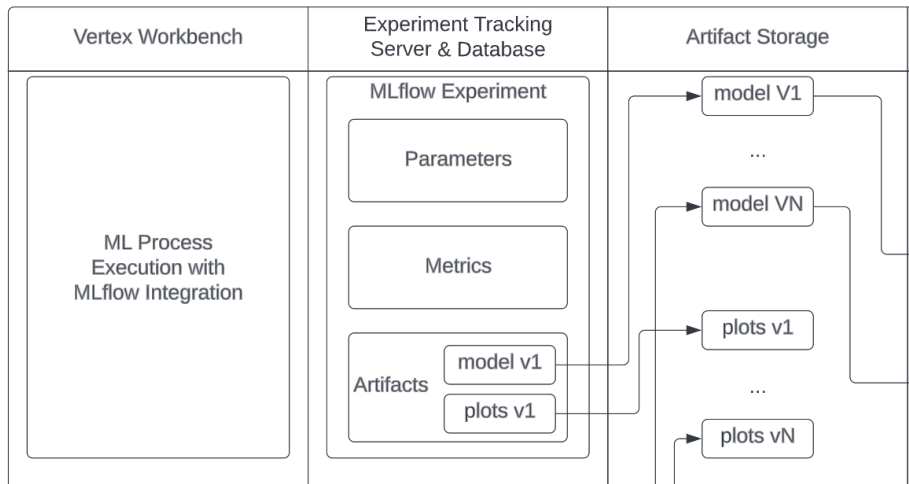 Vertex Workbench
Experiment Tracking
Server & Database
Artifact Storage
ML Process
Execution with
MLflow Integration
MLflow Experiment
Parameters
Metrics
Artifacts
model v1
plots v1
model V1
...
model VN
plots v1
...
plots vN